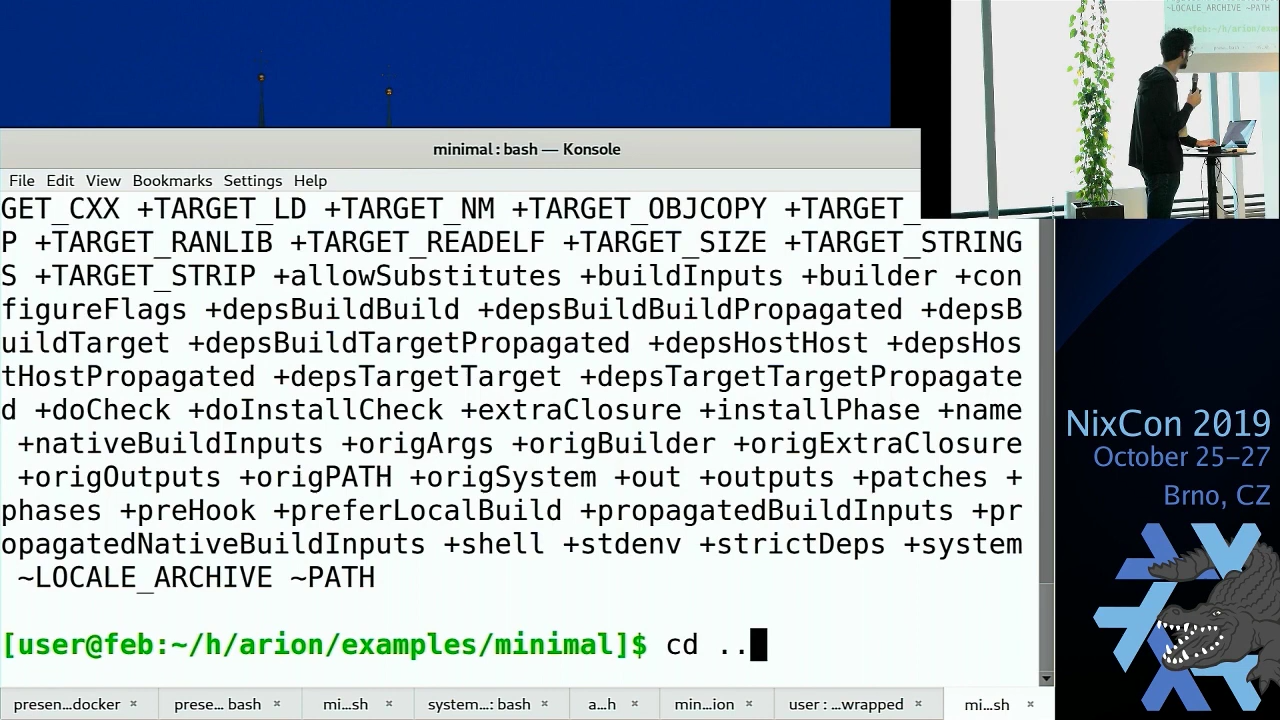 ~LOCALE_ARCHIVE ~PATH
minimal : bash — Konsole
File Edit View Bookmarks Settings Help
GET_CXX +TARGET_LD +TARGET_NM +TARGET_OBJCOPY +TARGET_
P +TARGET_RANLIB +TARGET_READELF +TARGET_SIZE +TARGET_STRING
S +TARGET_STRIP +allowSubstitutes +buildInputs +builder +con
figureFlags +depsBuildBuild +depsBuildBuildPropagated +depsB
uildTarget +depsBuildTargetPropagated +depsHostHost +depsHos
tHostPropagated +depsTargetTarget +depsTargetTargetPropagate
d +doCheck +doInstallCheck +extraClosure +installPhase +name
+nativeBuildInputs +origArgs +origBuilder +origExtraClosure
+origOutputs +origPATH +origSystem +out +outputs +patches +
phases +preHook +preferLocalBuild +propagatedBuildInputs +pr
opagatedNativeBuildInputs +shell +stdenv +strictDeps +system
~LOCALE_ARCHIVE ~PATH
[user@feb:~/h/arion/examples/minimal]$ cd ..
presen...docker
prese... bash
mi...sh
system...: bash
a...h
min...ion
user : ...wrapped
mi...sh
NixCon 2019
October 25–27
Brno, CZ